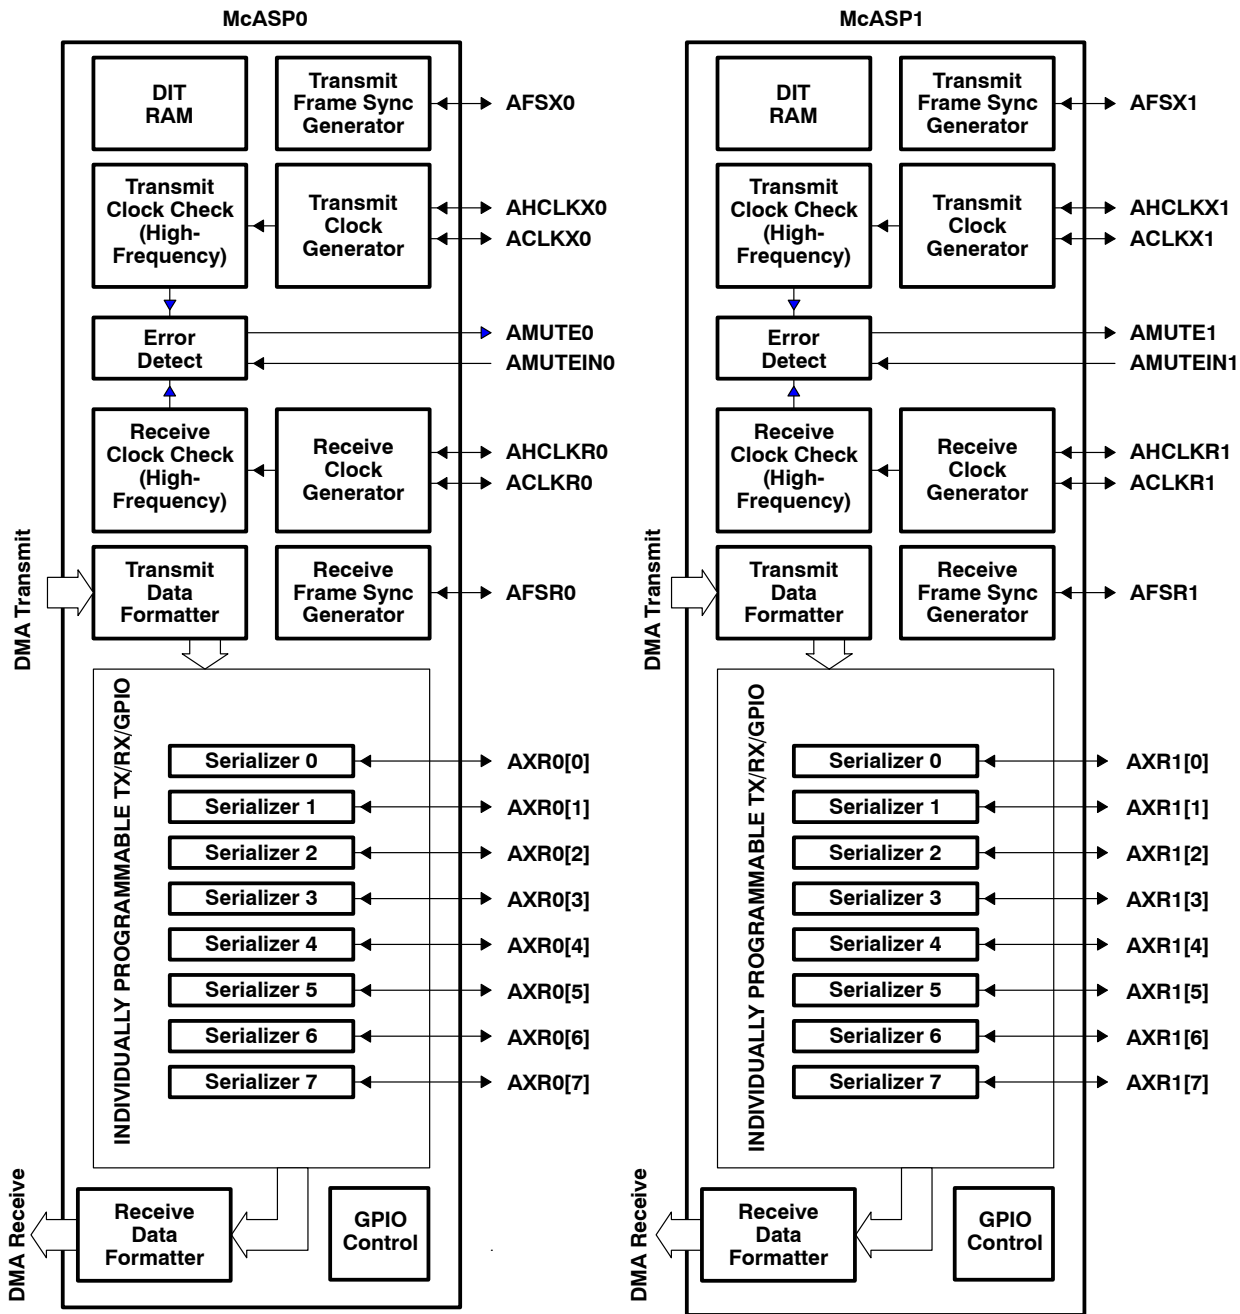 McASP0
DIT
RAM
Transmit
Frame Sync
Generator
AFSX0
Transmit
Clock Check
(High-
Frequency)
Transmit
Clock
Generator
AHCLKX0
ACLKX0
Error
Detect
AMUTE0
AMUTEIN0
Receive
Clock Check
(High-
Frequency)
Receive
Clock
Generator
AHCLKR0
ACLKR0
DMA Transmit
Transmit
Data
Formatter
Receive
Frame Sync
Generator
AFSR0
INDIVIDUALLY PROGRAMMABLE TX/RX/GPIO
Serializer 0
AXR0[0]
Serializer 1
AXR0[1]
Serializer 2
AXR0[2]
Serializer 3
AXR0[3]
Serializer 4
AXR0[4]
Serializer 5
AXR0[5]
Serializer 6
AXR0[6]
Serializer 7
AXR0[7]
DMA Receive
Receive
Data
Formatter
GPIO
Control
McASP1
DIT
RAM
Transmit
Frame Sync
Generator
AFSX1
Transmit
Clock Check
(High-
Frequency)
Transmit
Clock
Generator
AHCLKX1
ACLKX1
Error
Detect
AMUTE1
AMUTEIN1
Receive
Clock Check
(High-
Frequency)
Receive
Clock
Generator
AHCLKR1
ACLKR1
DMA Transmit
Transmit
Data
Formatter
Receive
Frame Sync
Generator
AFSR1
INDIVIDUALLY PROGRAMMABLE TX/RX/GPIO
Serializer 0
AXR1[0]
Serializer 1
AXR1[1]
Serializer 2
AXR1[2]
Serializer 3
AXR1[3]
Serializer 4
AXR1[4]
Serializer 5
AXR1[5]
Serializer 6
AXR1[6]
Serializer 7
AXR1[7]
DMA Receive
Receive
Data
Formatter
GPIO
Control